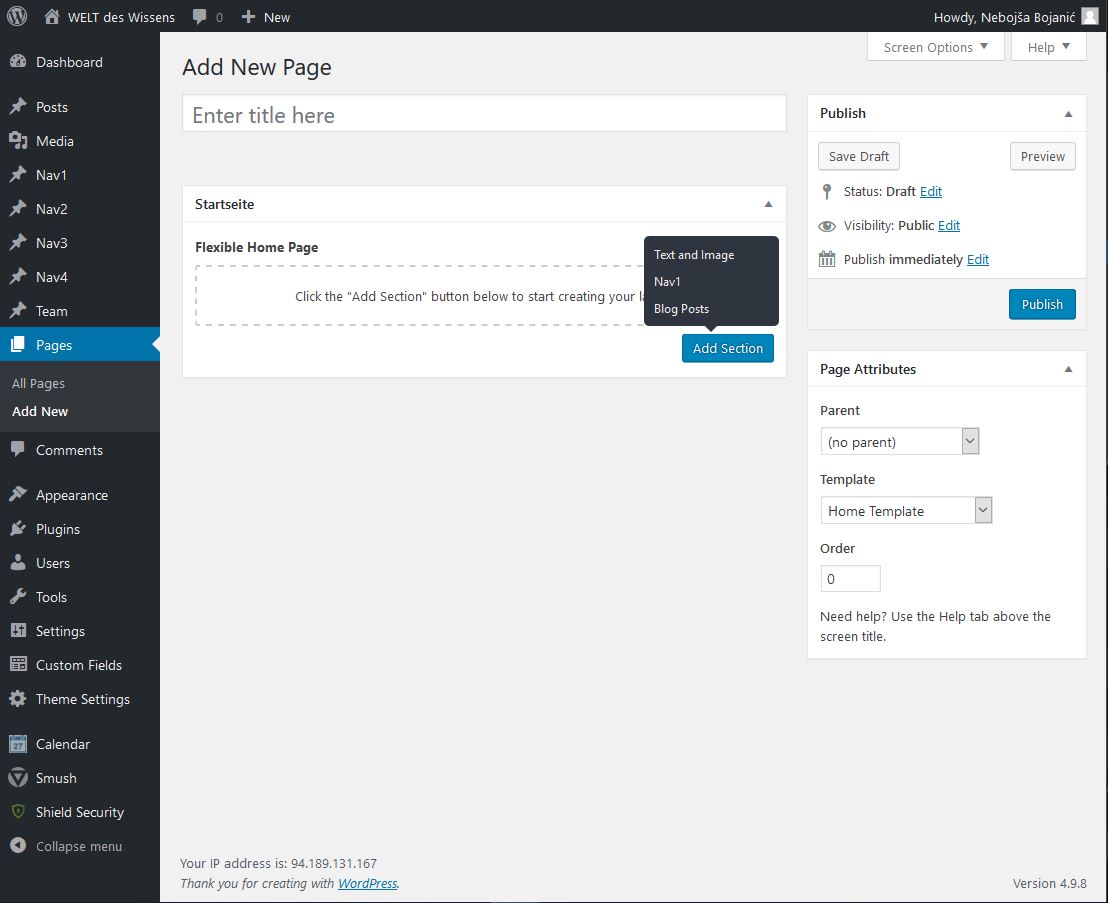 WELT des Wissens 0 New Howdy, Nebojša Bojanić
Screen Options Help
Dashboard
Posts
Media
Nav1
Nav2
Nav3
Nav4
Team
Pages
All Pages
Add New
Comments
Appearance
Plugins
Users
Tools
Settings
Custom Fields
Theme Settings
27
Calendar
Smush
Shield Security
Collapse menu
Add New Page
Enter title here
Startseite
Flexible Home Page
Click the "Add Section" button below to start creating your la
Text and Image
Nav1
Blog Posts
Add Section
Publish
Save Draft Preview
Status: Draft Edit
Visibility: Public Edit
Publish immediately Edit
Publish
Page Attributes
Parent
(no parent)
Template
Home Template
Order
0
Need help? Use the Help tab above the
screen title.
Your IP address is: 94.189.131.167
Thank you for creating with WordPress.
Version 4.9.8